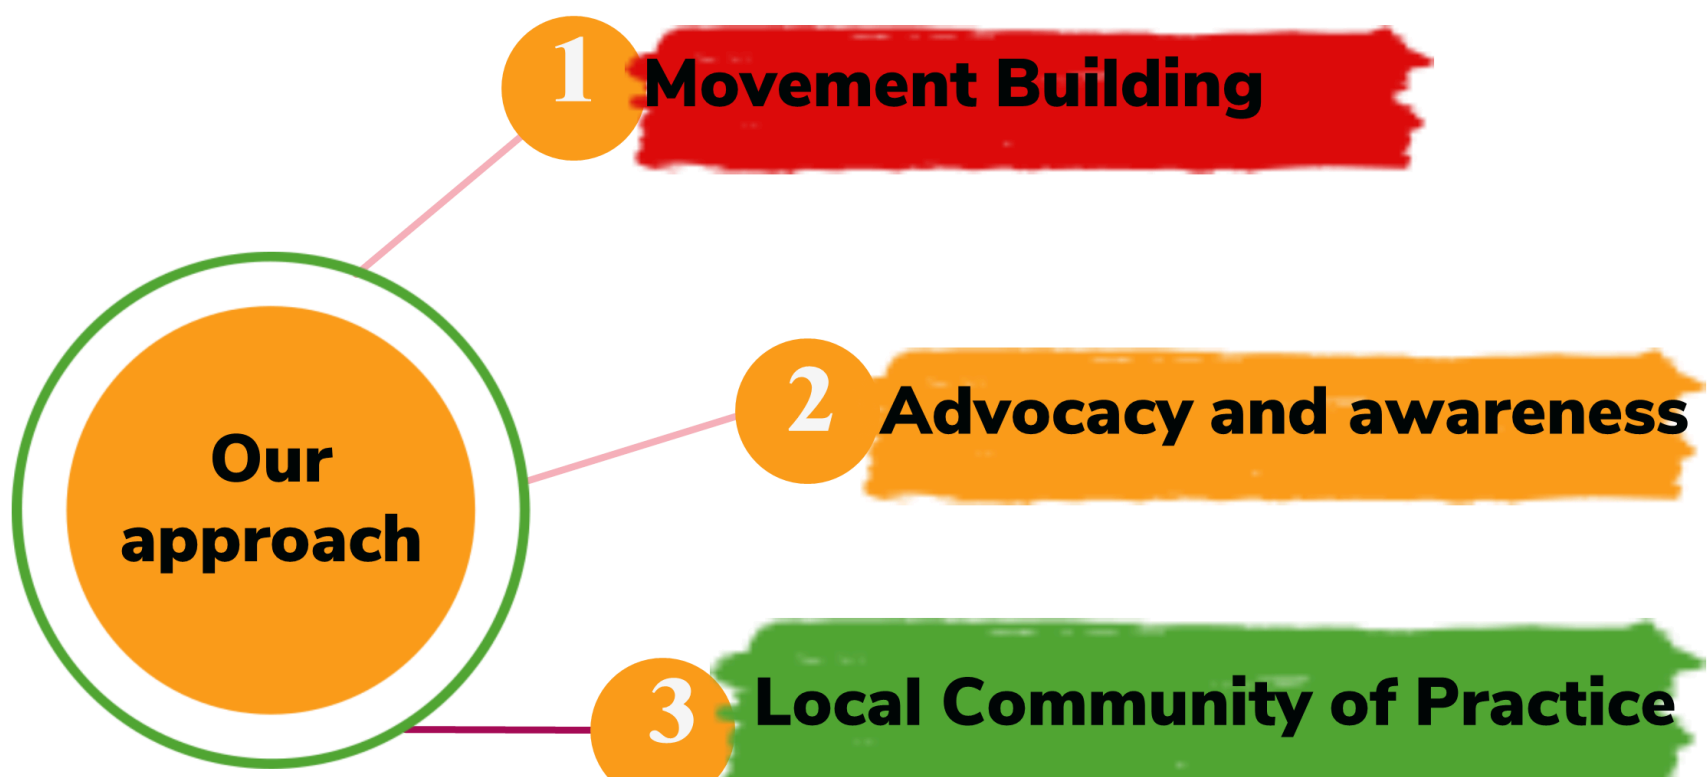 1
Movement Building
2
Advocacy and awareness
Our
approach
3
Local Community of Practice